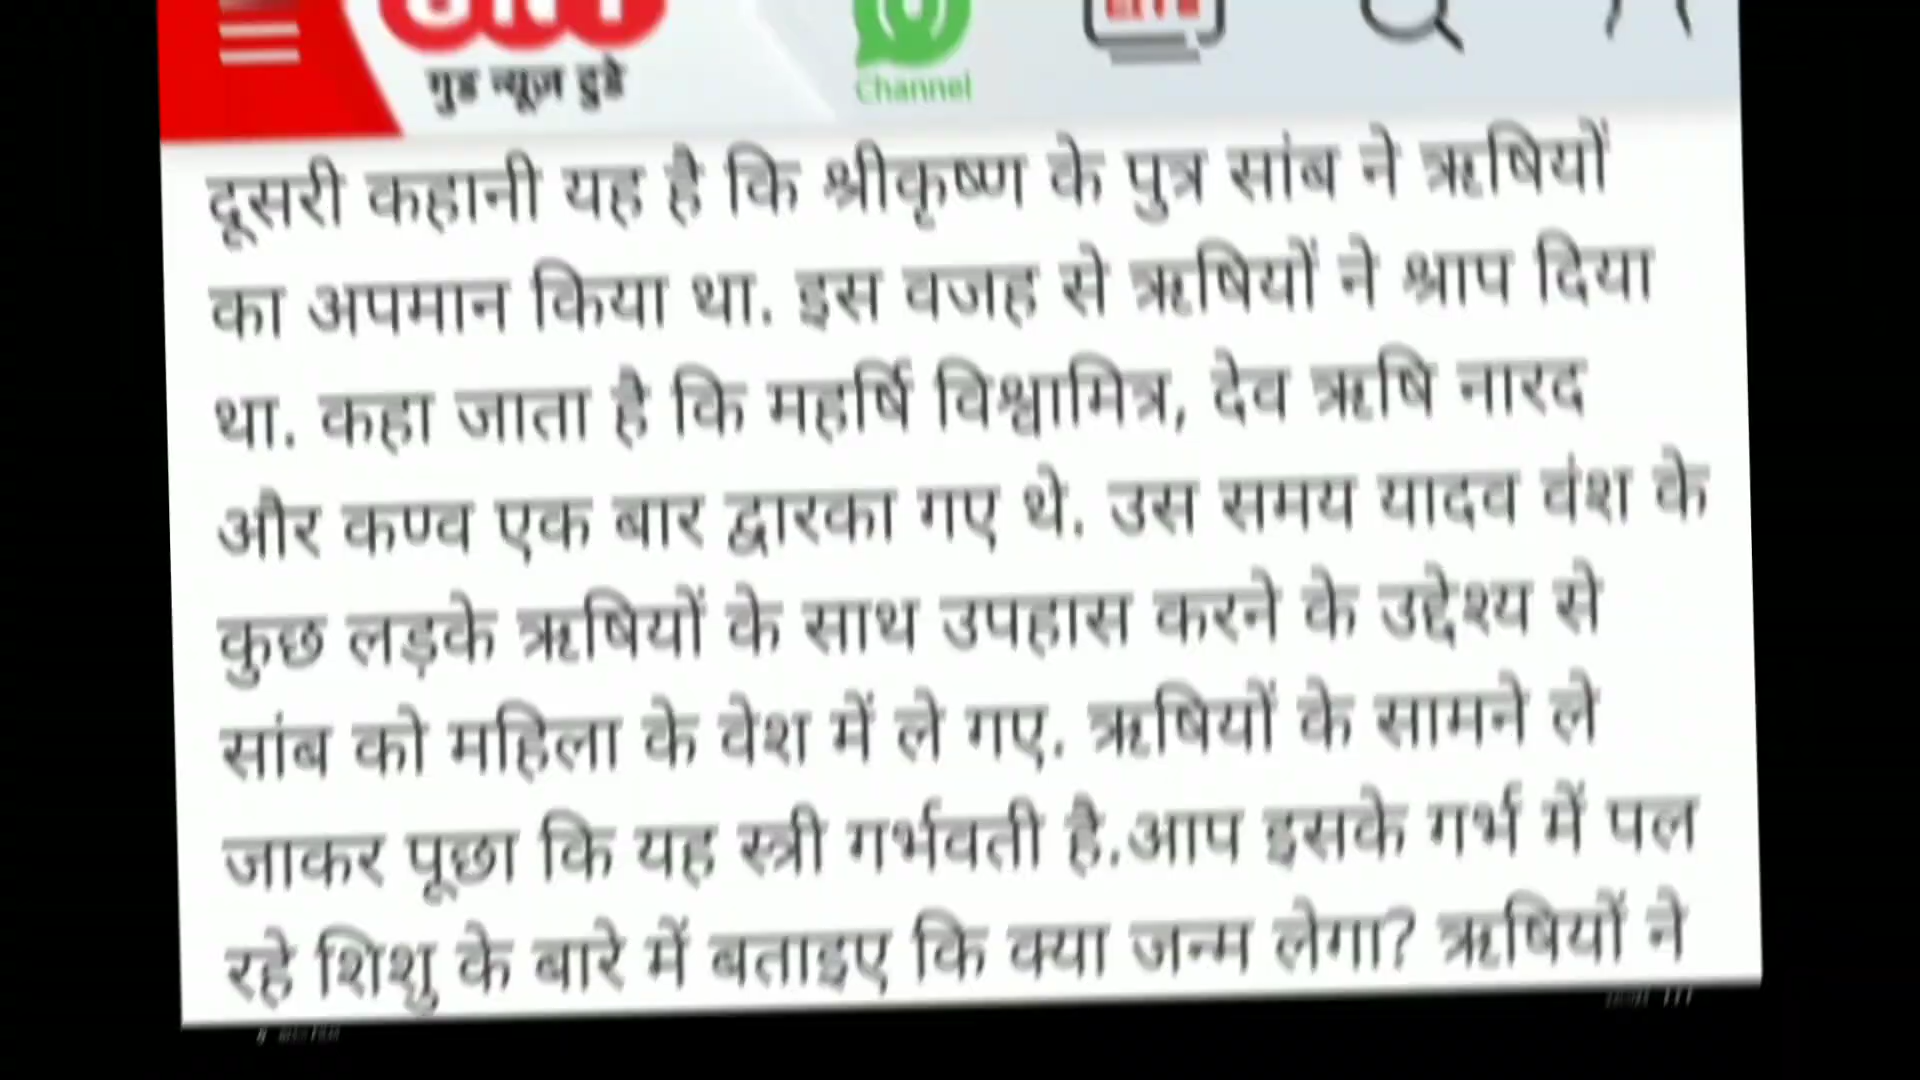 गुड न्यूज़ टुडे
Channel
दूसरी कहानी यह है कि श्रीकृष्ण के पुत्र सांब ने ऋषियों
का अपमान किया था. इस वजह से ऋषियों ने श्राप दिया
था. कहा जाता है कि महर्षि विश्वामित्र, देव ऋषि नारद
और कण्व एक बार द्वारका गए थे. उस समय यादव वंश के
कुछ लड़के ऋषियों के साथ उपहास करने के उद्देश्य से
सांब को महिला के वेश में ले गए. ऋषियों के सामने ले
जाकर पूछा कि यह स्त्री गर्भवती है.आप इसके गर्भ में पल
रहे शिशु के बारे में बताइए कि क्या जन्म लेगा? ऋषियों ने